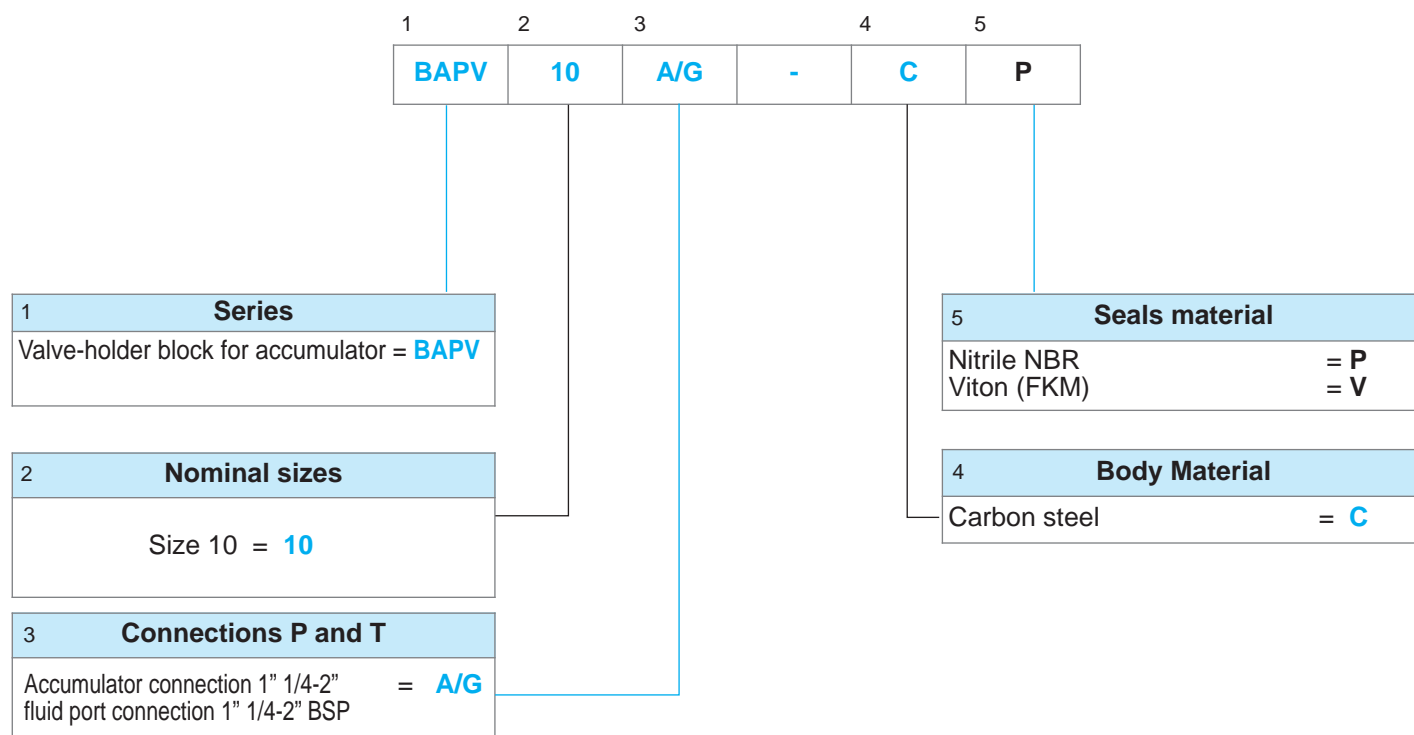 1 2 3 4 5
BAPV 10 A/G - C P
1 Series
Valve-holder block for accumulator = BAPV
2 Nominal sizes
Size 10 = 10
3 Connections P and T
Accumulator connection 1” 1/4-2” = A/G
fluid port connection 1” 1/4-2” BSP
5 Seals material
Nitrile NBR = P
Viton (FKM) = V
4 Body Material
Carbon steel = C